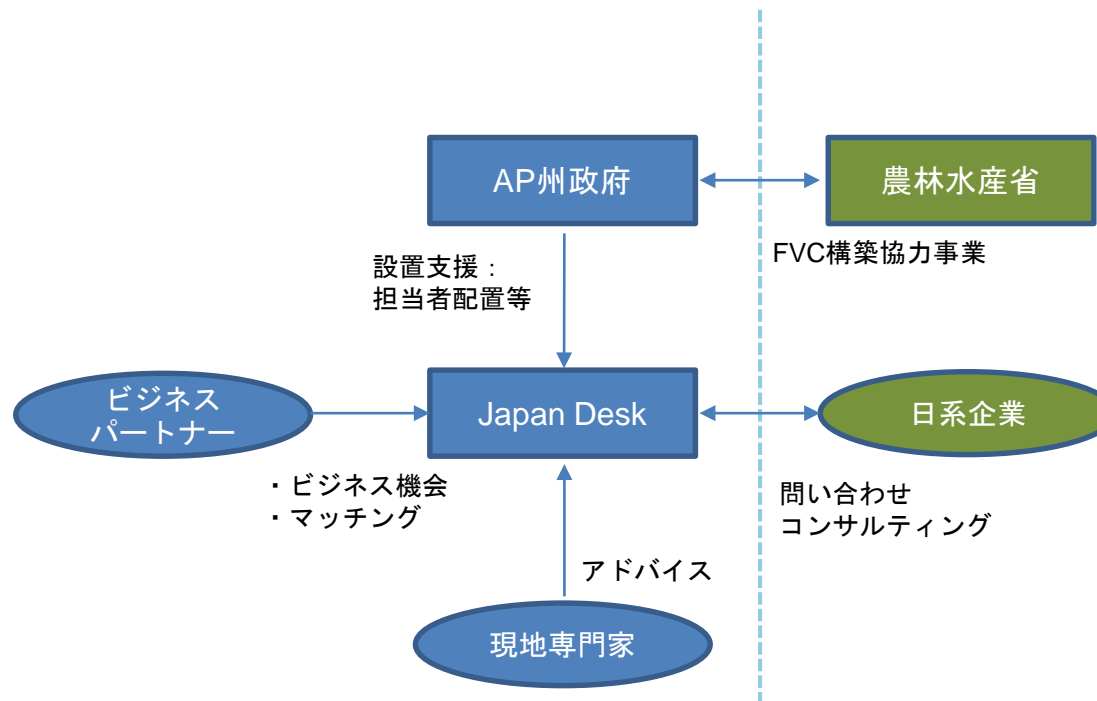 AP州政府
農林水産省
FVC構築協力事業
設置支援：
担当者配置等
ビジネス
パートナー
Japan Desk
日系企業
・ビジネス機会
・マッチング
問い合わせ
コンサルティング
アドバイス
現地専門家